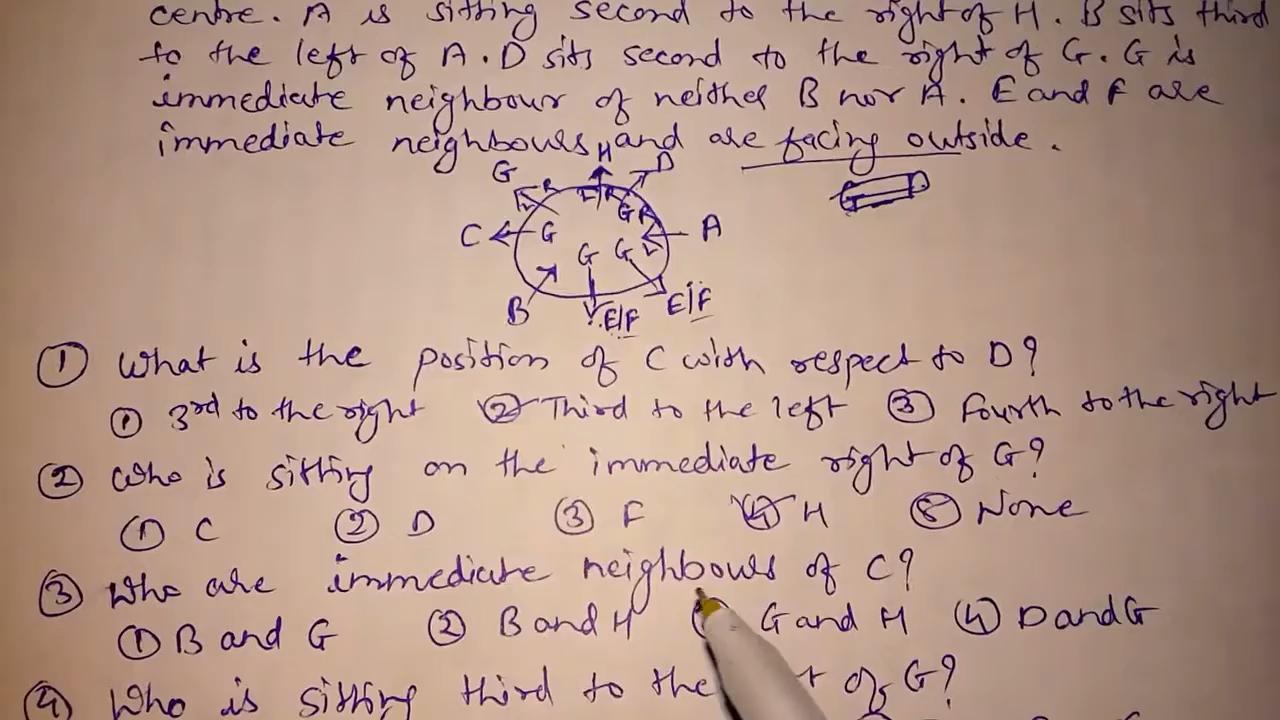 centre. A is sitting second to the right of H. B sits third
to the left of A. D sits second to the right of G. G is
immediate neighbour of neither B nor A. E and F are
immediate neighbours, and are facing outside.
H
G D
C G G R A
G G
B E/F E/F
① What is the position of C with respect to D?
① 3rd to the right ② Third to the left ③ Fourth to the right
② Who is sitting on the immediate right of G?
① C ② D ③ F ④ H ⑤ None
③ Who are immediate neighbours of C?
① B and G ② B and H G and H ④ D and G
④ Who is sitting third to the of G?